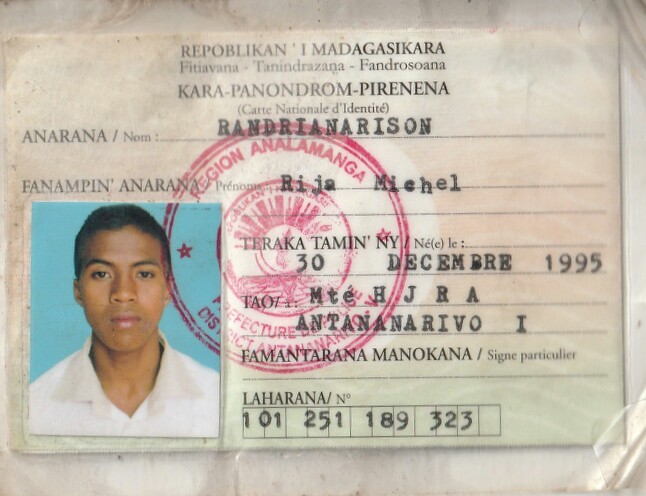 REPOBLIKAN ' I MADAGASIKARA
Fitiavana - Tanindrazana - Fandrosoana
KARA-PANONDROM-PIRENENA
(Carte Nationale d'Identité)
ANARANA / Nom : RANDRIANARISON
FANAMPIN' ANARANA / Prénoms Rija Michel
TERAKA TAMIN' NY / Né(e) le :
30 DECEMBRE 1995
TAO/ Mté H J R A
ANTANANARIVO I
FAMANTARANA MANOKANA / Signe particulier
LAHARANA/ N°
101 251 189 323
REGION ANALAMANGA
PREFECTURE DE POLICE
DISTRICT ANTANANARIVO